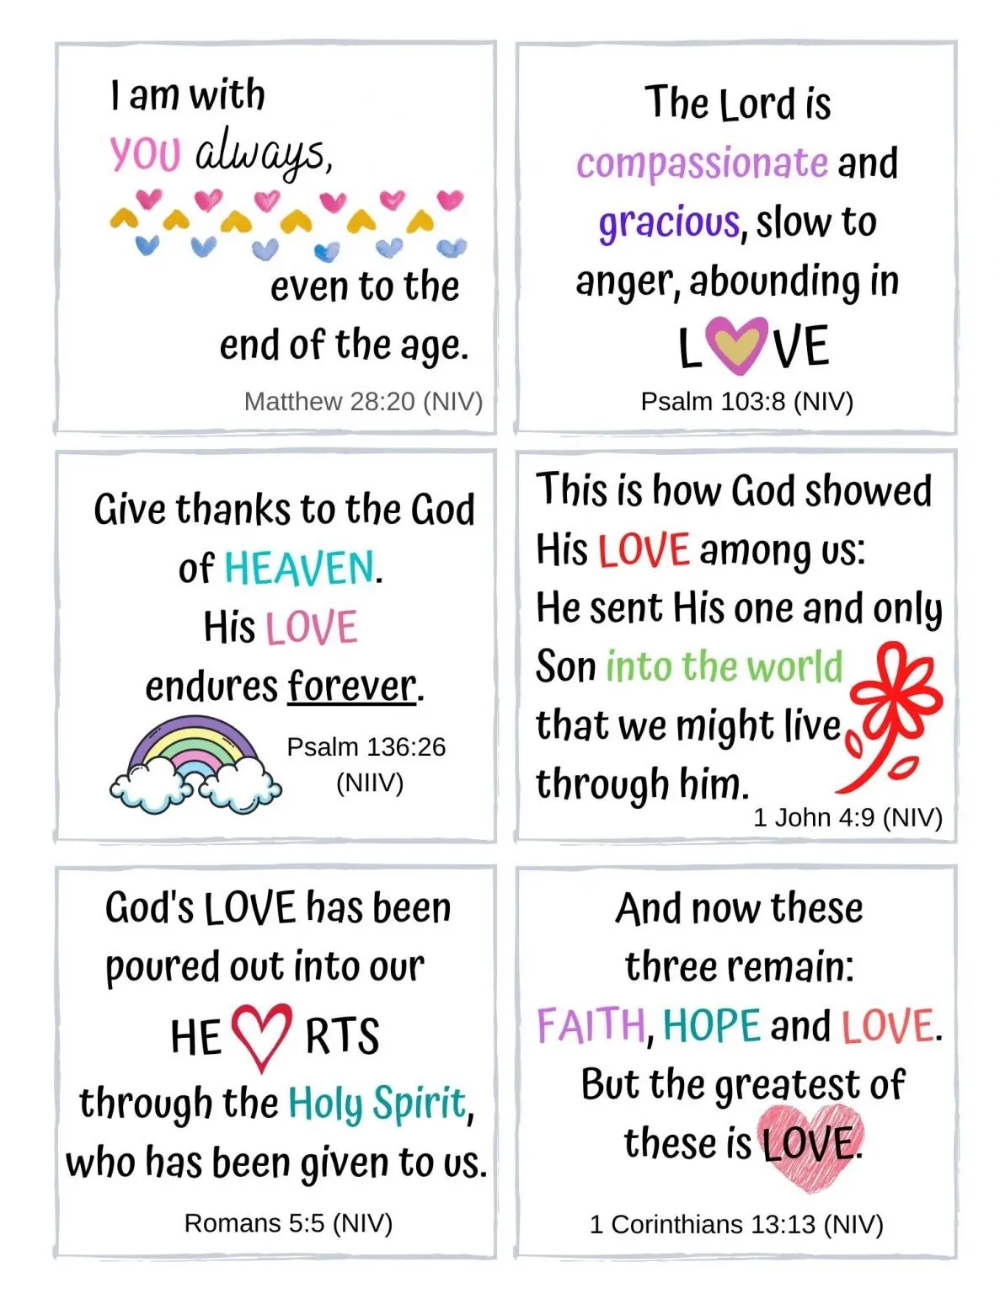 I am with
YOU always,
even to the
end of the age.
Matthew 28:20 (NIV)
The Lord is
compassionate and
gracious, slow to
anger, abounding in
L VE
Psalm 103:8 (NIV)
Give thanks to the God
of HEAVEN.
His LOVE
endures forever.
Psalm 136:26
(NIIV)
This is how God showed
His LOVE among us:
He sent His one and only
Son into the world
that we might live
through him.
1 John 4:9 (NIV)
God's LOVE has been
poured out into our
HE RTS
through the Holy Spirit,
who has been given to us.
Romans 5:5 (NIV)
And now these
three remain:
FAITH, HOPE and LOVE.
But the greatest of
these is LOVE.
1 Corinthians 13:13 (NIV)